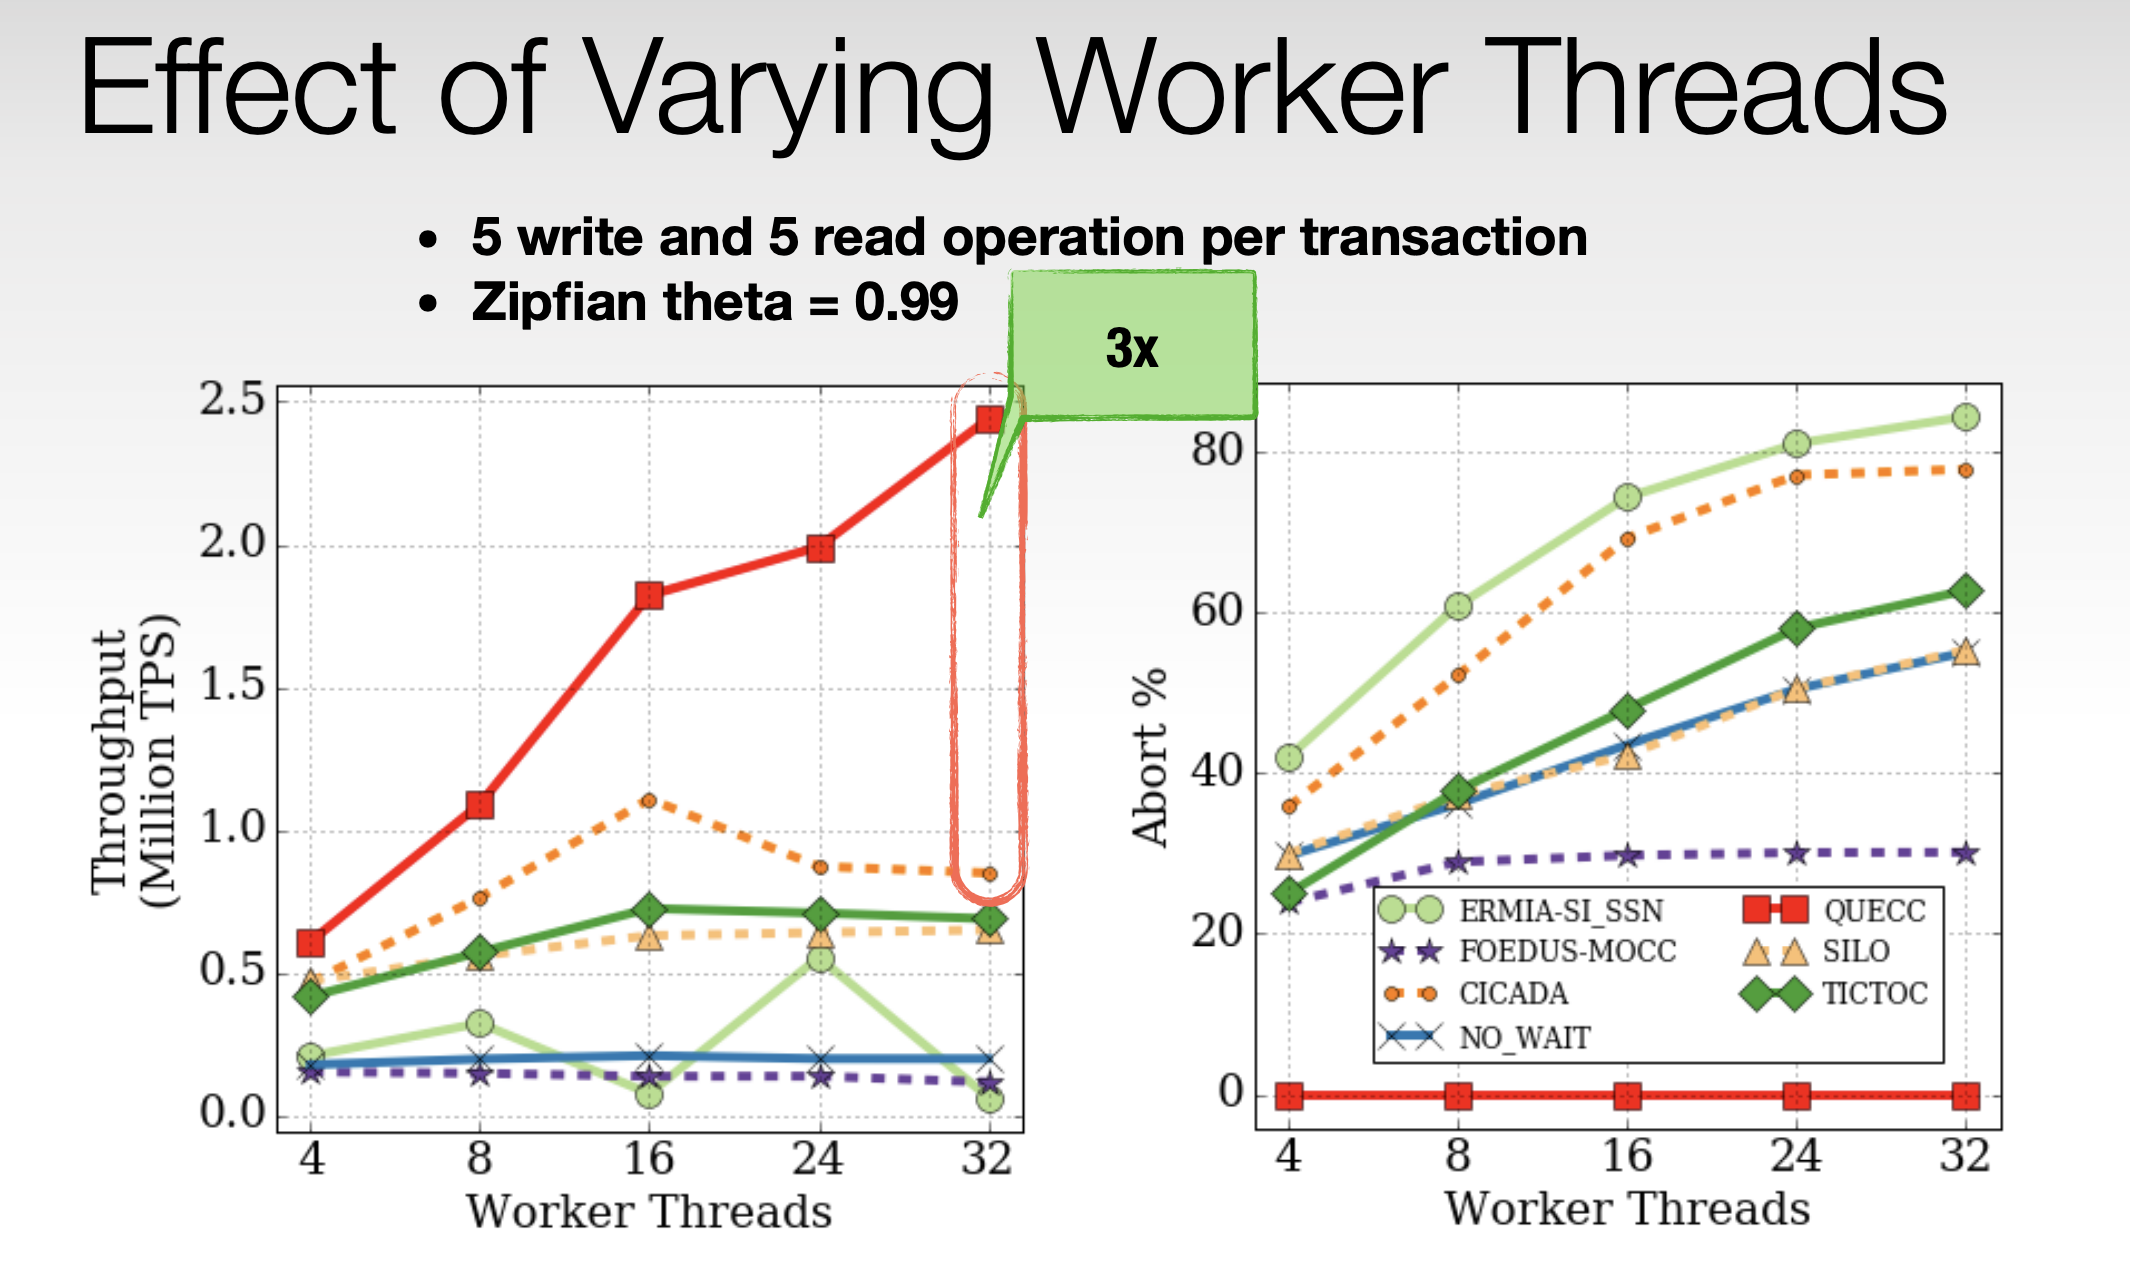 Effect of Varying Worker Threads
• 5 write and 5 read operation per transaction
• Zipfian theta = 0.99
3x
2.5
2.0
1.5
1.0
0.5
0.0
Throughput
(Million TPS)
4 8 16 24 32
Worker Threads
80
60
40
20
0
Abort %
ERMIA-SI_SSN QUECC
FOEDUS-MOCC SILO
CICADA TICTOC
NO_WAIT
4 8 16 24 32
Worker Threads